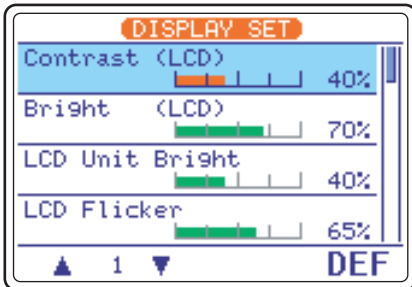 DISPLAY SET
Contrast (LCD)
40%
Bright (LCD)
70%
LCD Unit Bright
40%
LCD Flicker
65%
▲ 1 ▼ DEF